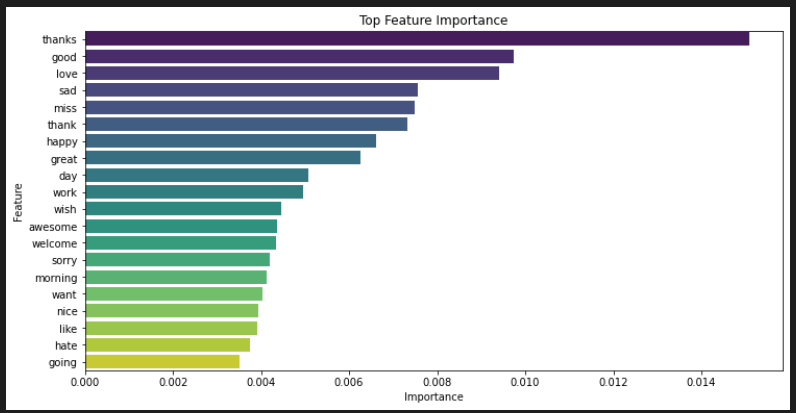 Top Feature Importance
Feature
thanks
good
love
sad
miss
thank
happy
great
day
work
wish
awesome
welcome
sorry
morning
want
nice
like
hate
going
0.000 0.002 0.004 0.006 0.008 0.010 0.012 0.014
Importance